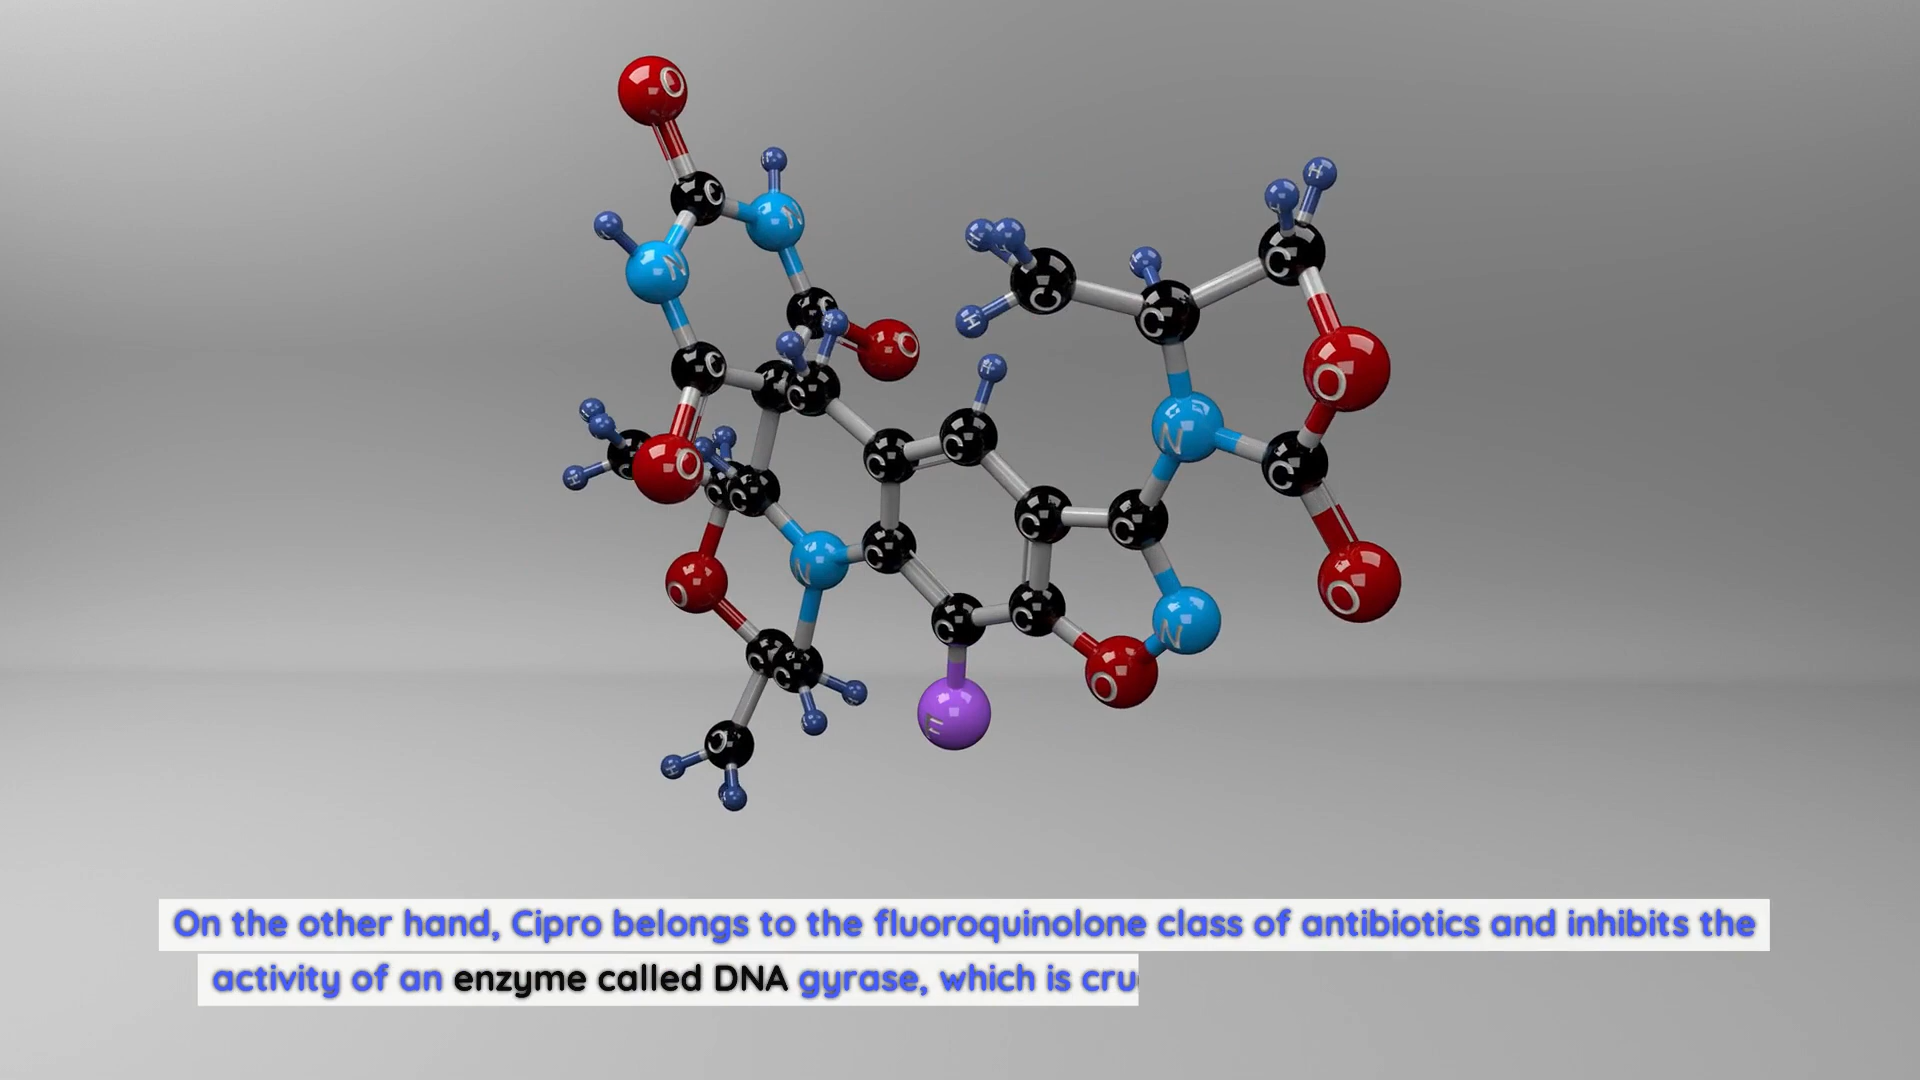 On the other hand, Cipro belongs to the fluoroquinolone class of antibiotics and inhibits the
activity of an enzyme called DNA gyrase, which is cru